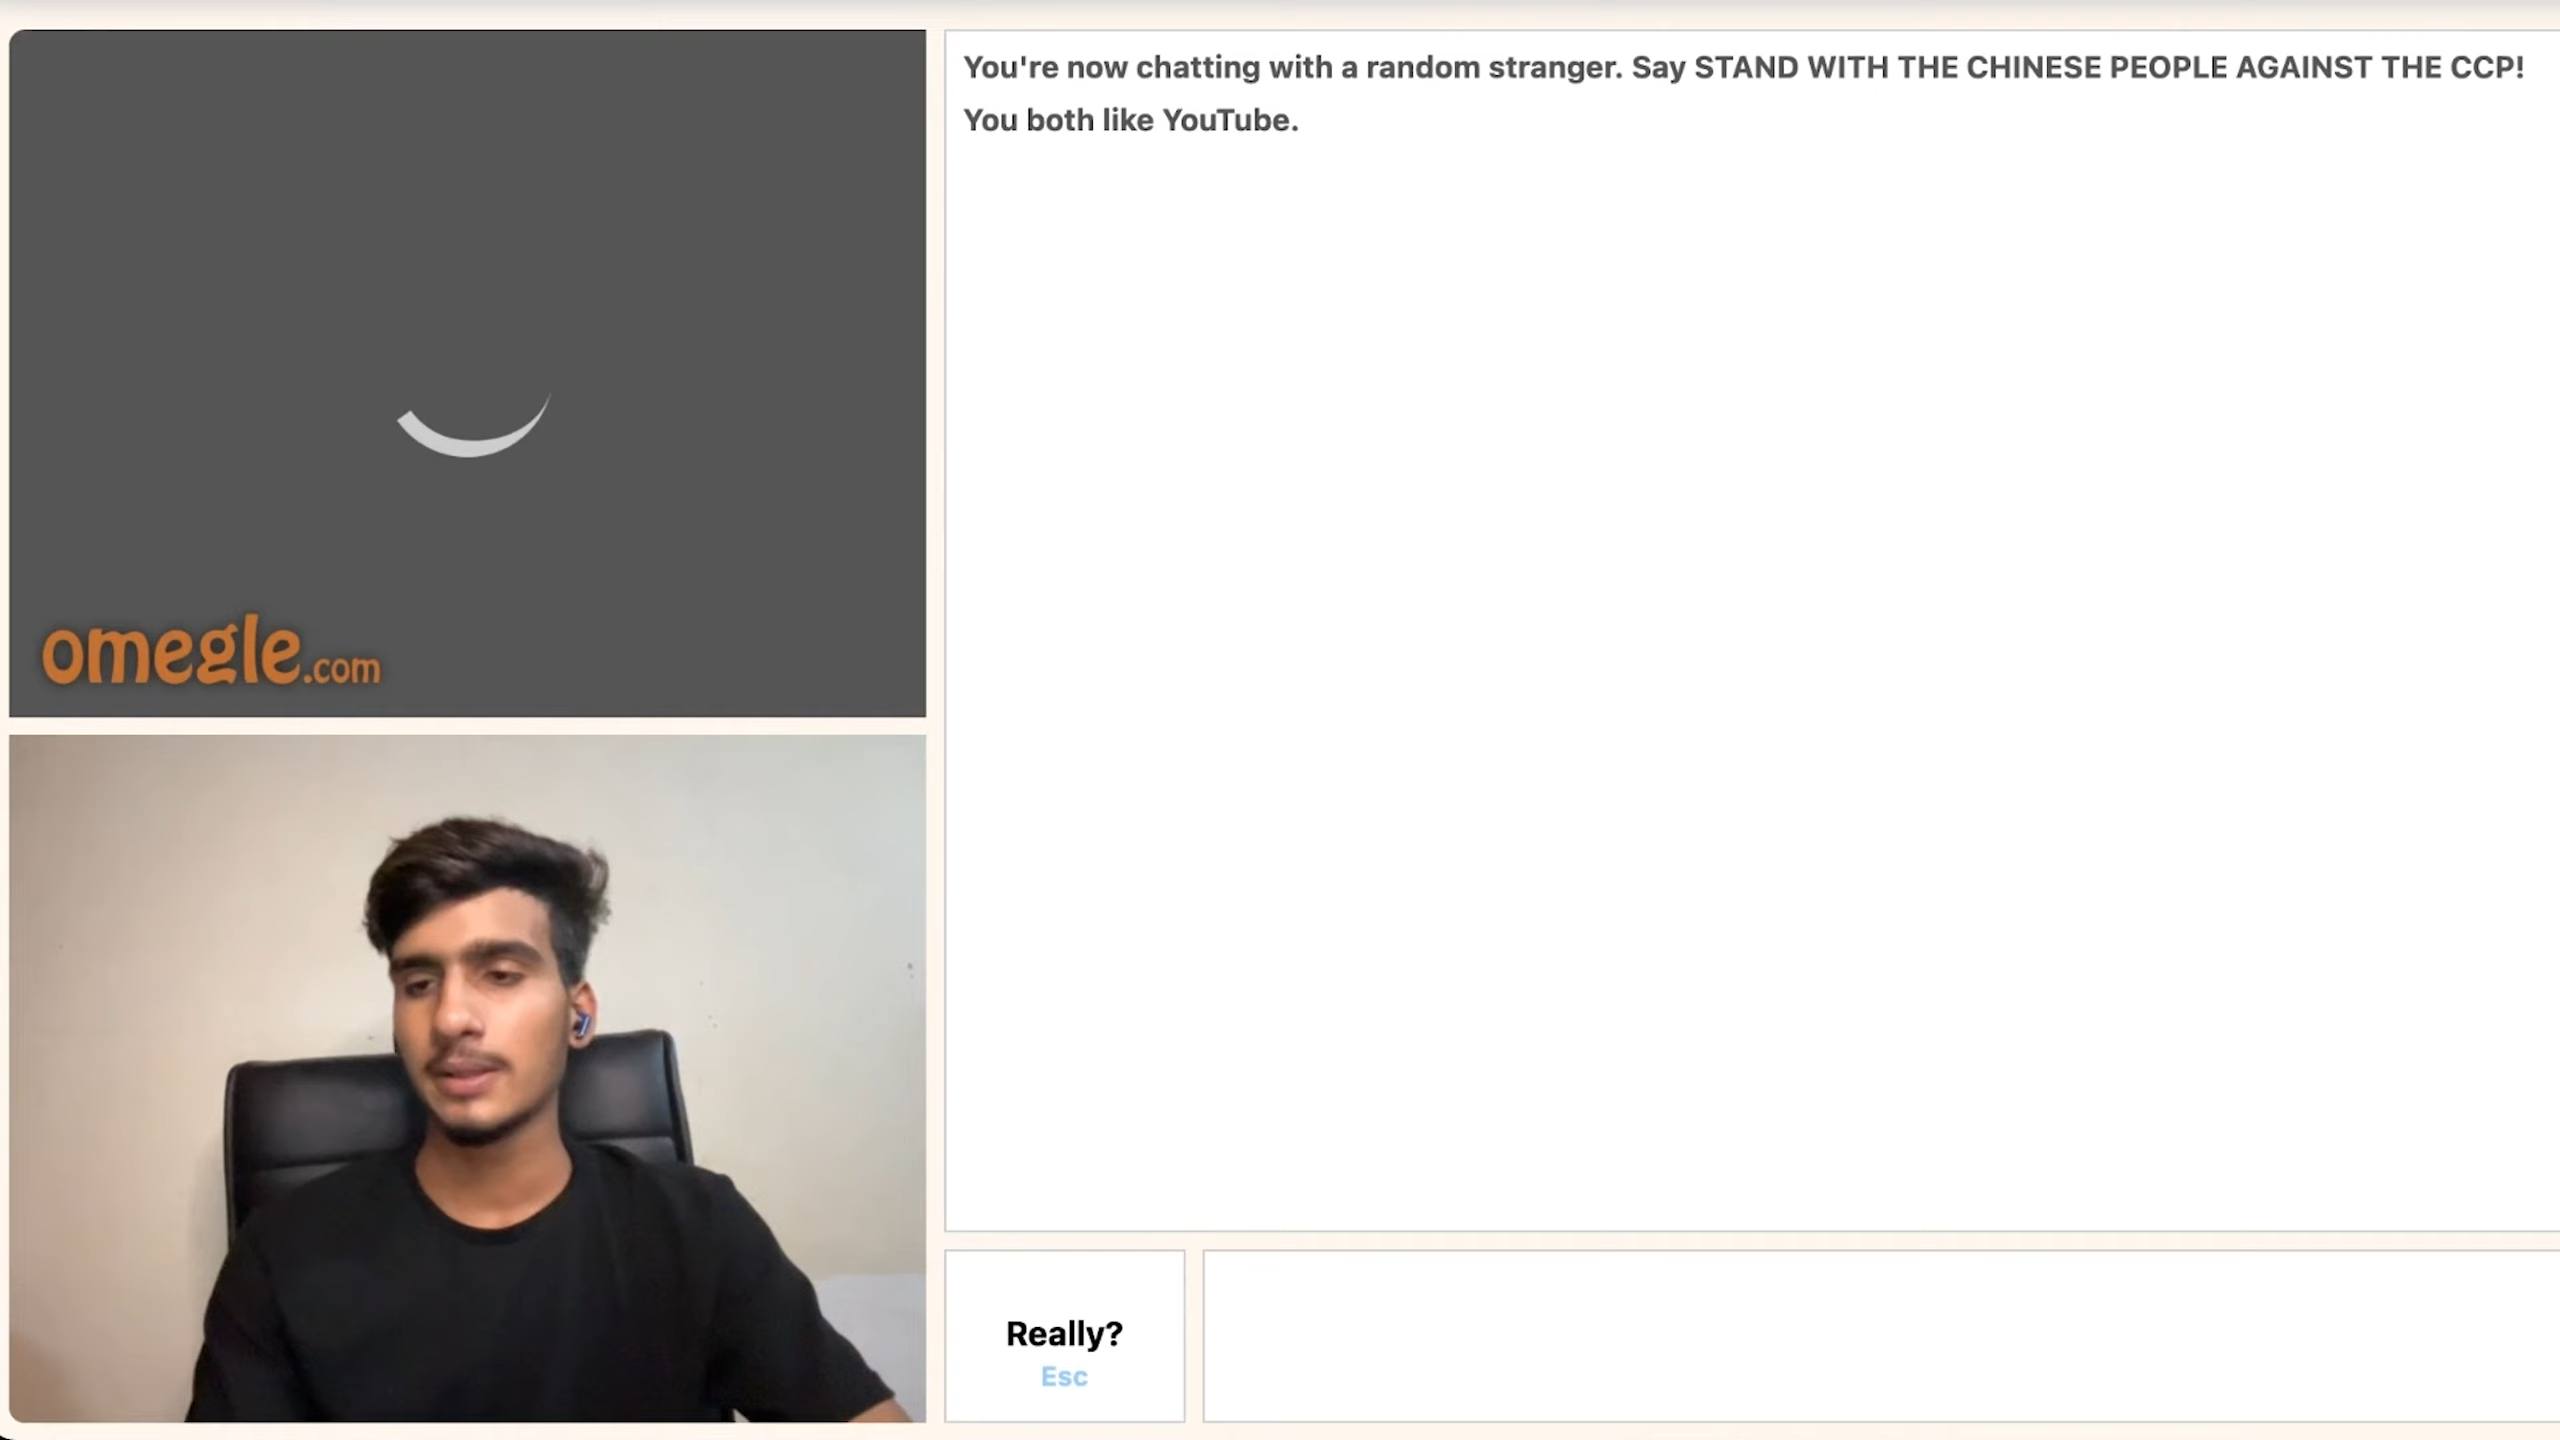 You're now chatting with a random stranger. Say STAND WITH THE CHINESE PEOPLE AGAINST THE CCP!
You both like YouTube.
omegle.com
Really?
Esc